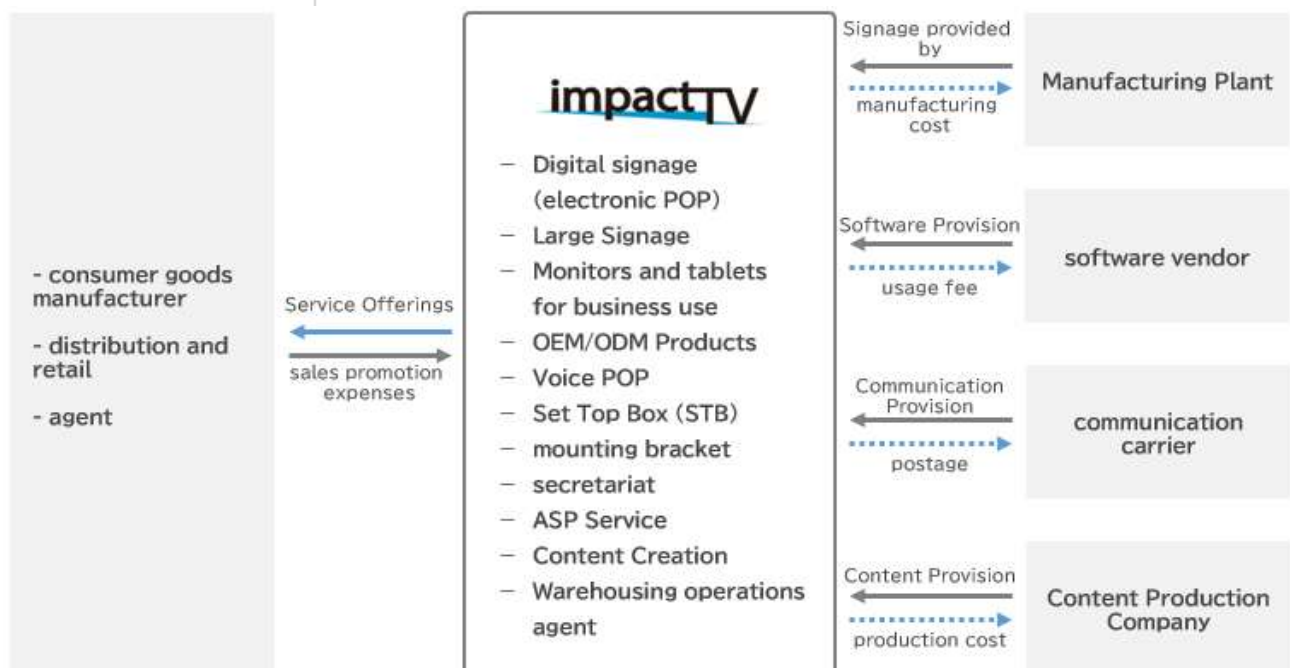 - consumer goods
manufacturer
- distribution and
retail
- agent
Service Offerings
sales promotion
expenses
impactTV
– Digital signage
(electronic POP)
– Large Signage
– Monitors and tablets
for business use
– OEM/ODM Products
– Voice POP
– Set Top Box (STB)
– mounting bracket
– secretariat
– ASP Service
– Content Creation
– Warehousing operations
agent
Signage provided
by
manufacturing
cost
Manufacturing Plant
Software Provision
usage fee
software vendor
Communication
Provision
postage
communication
carrier
Content Provision
production cost
Content Production
Company